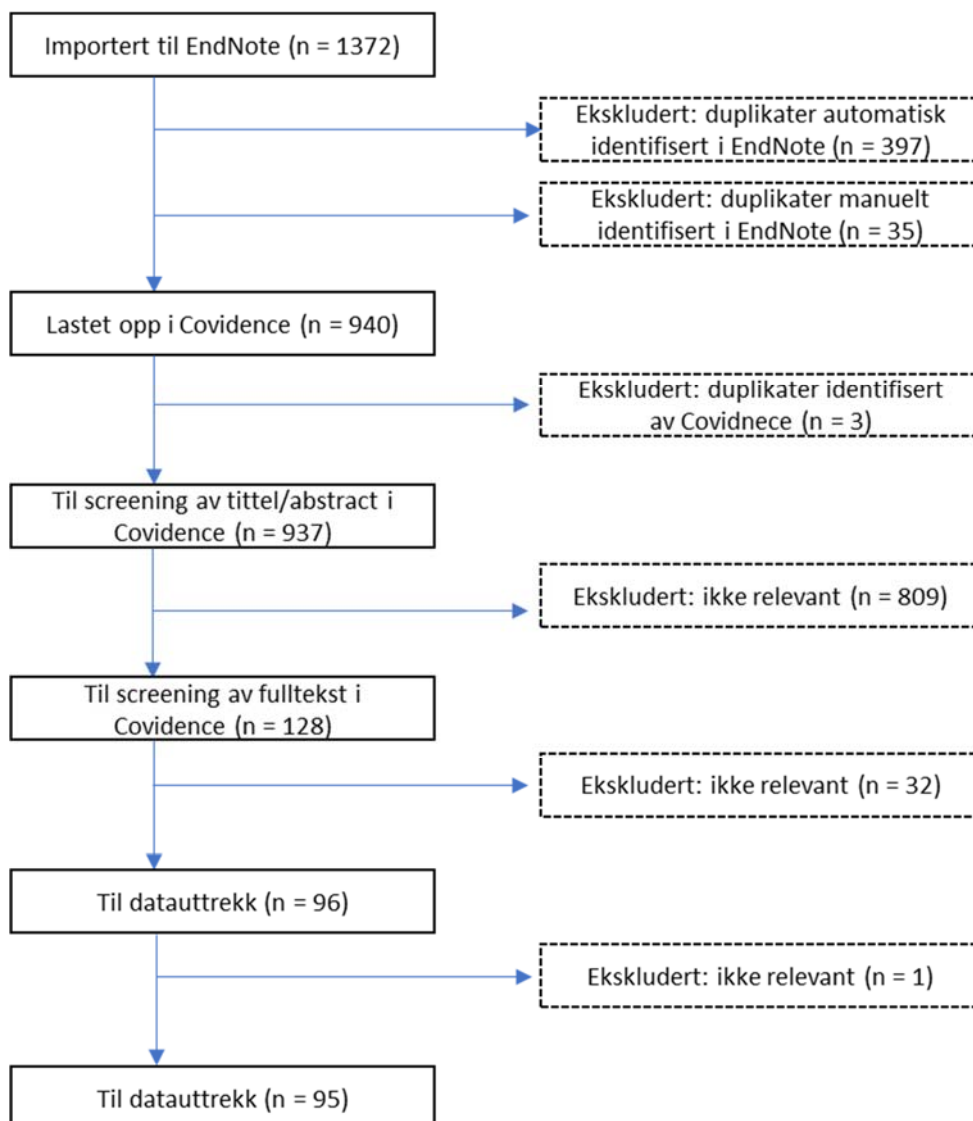 Importert til EndNote (n = 1372)
Ekskludert: duplikater automatisk
identifisert i EndNote (n = 397)
Ekskludert: duplikater manuelt
identifisert i EndNote (n = 35)
Lastet opp i Covidence (n = 940)
Ekskludert: duplikater identifisert
av Covidnece (n = 3)
Til screening av tittel/abstract i
Covidence (n = 937)
Ekskludert: ikke relevant (n = 809)
Til screening av fulltekst i
Covidence (n = 128)
Ekskludert: ikke relevant (n = 32)
Til datauttrekk (n = 96)
Ekskludert: ikke relevant (n = 1)
Til datauttrekk (n = 95)